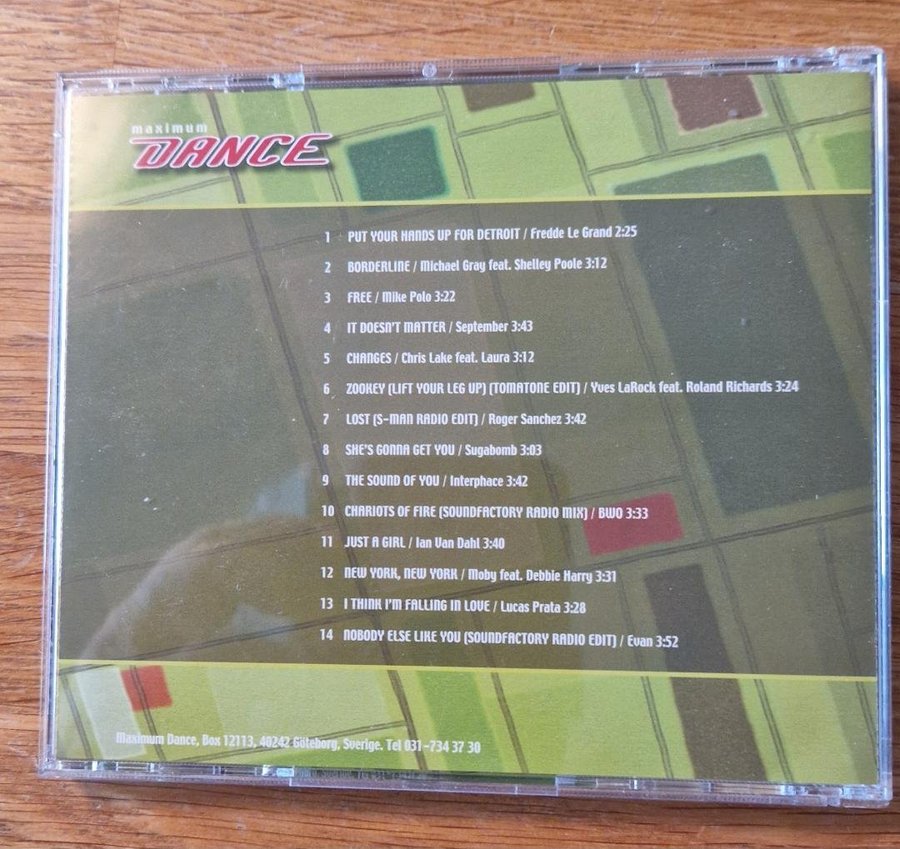 maximum
DANCE
1 PUT YOUR HANDS UP FOR DETROIT / Fredde Le Grand 2:25
2 BORDERLINE / Michael Gray feat. Shelley Poole 3:12
3 FREE / Mike Polo 3:22
4 IT DOESN'T MATTER / September 3:43
5 CHANGES / Chris Lake feat. Laura 3:12
6 ZOOKEY (LIFT YOUR LEG UP) (TOMATONE EDIT) / Yves LaRock feat. Roland Richards 3:24
7 LOST (S-MAN RADIO EDIT) / Roger Sanchez 3:42
8 SHE'S GONNA GET YOU / Sugabomb 3:03
9 THE SOUND OF YOU / Interphace 3:42
10 CHARIOTS OF FIRE (SOUNDFACTORY RADIO MIX) / BWO 3:33
11 JUST A GIRL / Ian Van Dahl 3:40
12 NEW YORK, NEW YORK / Moby feat. Debbie Harry 3:31
13 I THINK I'M FALLING IN LOVE / Lucas Prata 3:28
14 NOBODY ELSE LIKE YOU (SOUNDFACTORY RADIO EDIT) / Evan 3:52
Maximum Dance, Box 12113, 40242 Göteborg, Sverige. Tel 031-734 37 30